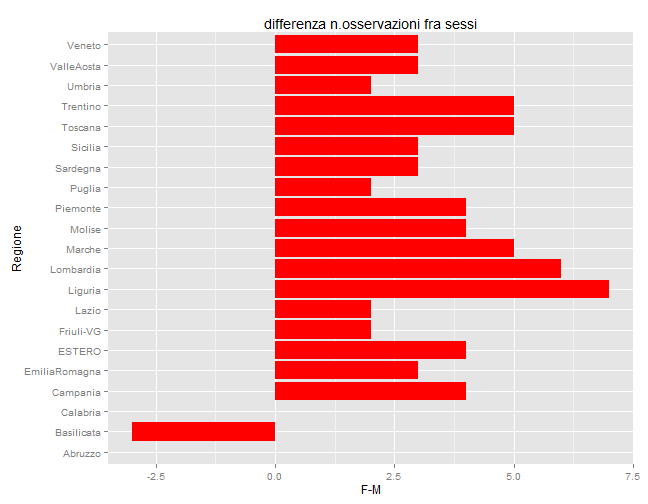 differenza n.osservazioni fra sessi
Regione
Veneto
ValleAosta
Umbria
Trentino
Toscana
Sicilia
Sardegna
Puglia
Piemonte
Molise
Marche
Lombardia
Liguria
Lazio
Friuli-VG
ESTERO
EmiliaRomagna
Campania
Calabria
Basilicata
Abruzzo
-2.5 0.0 2.5 5.0 7.5
F-M